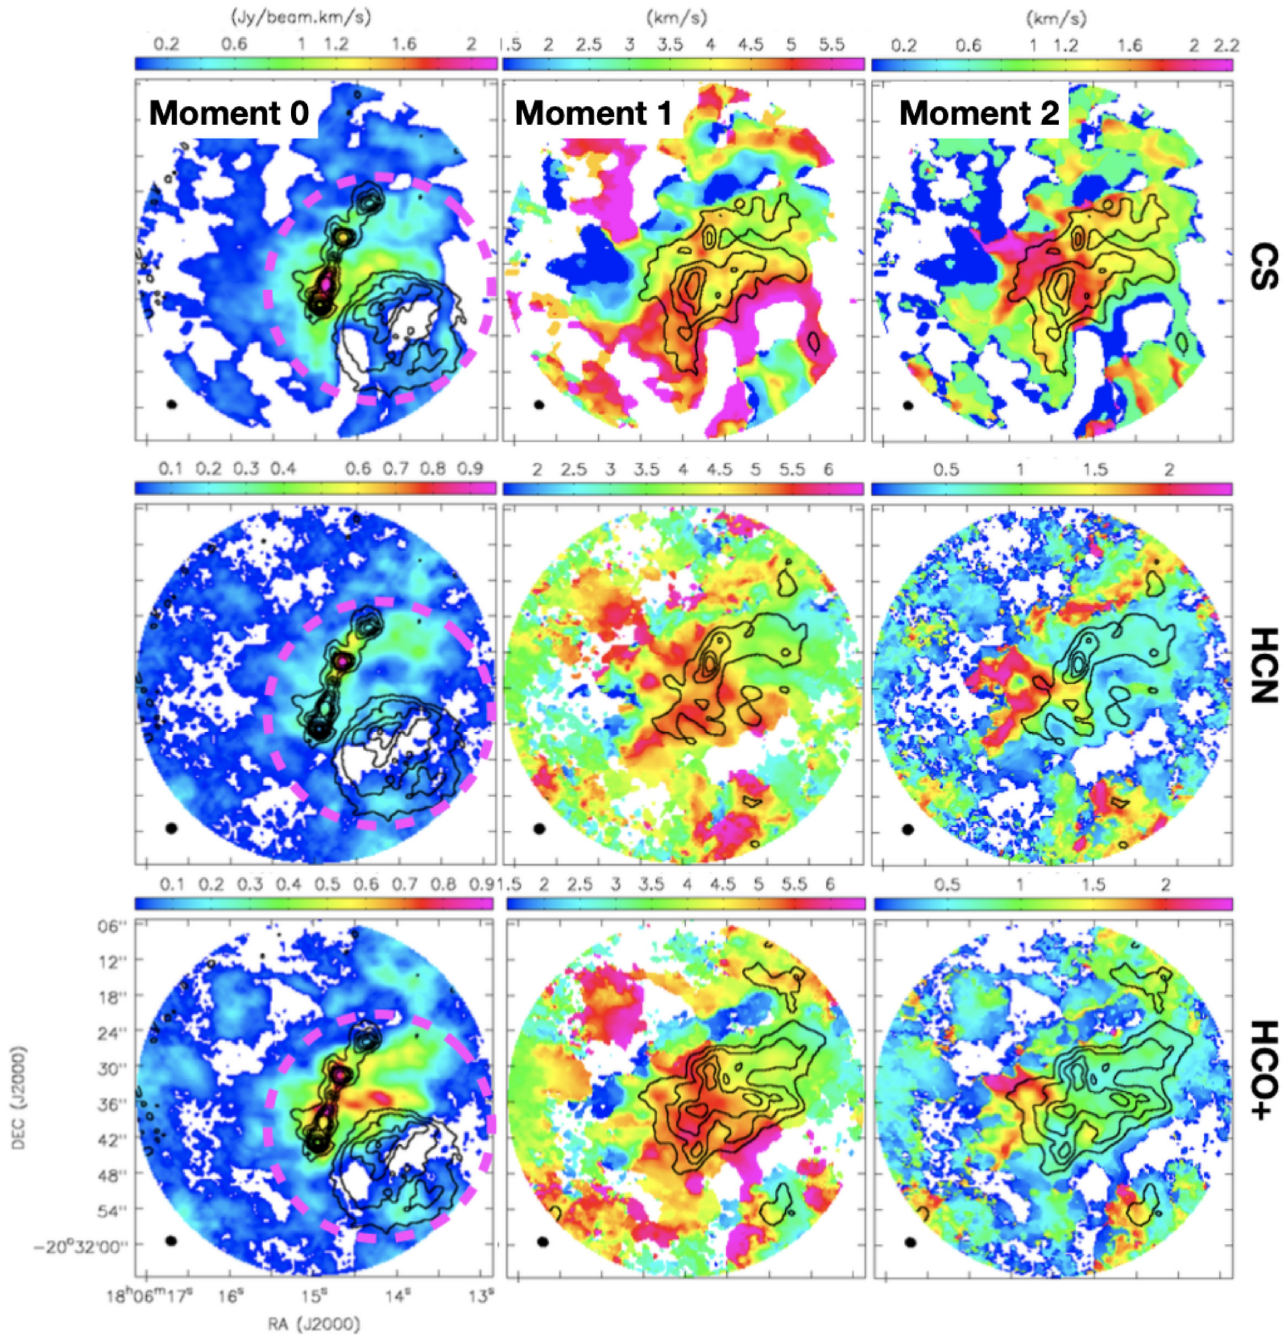 (Jy/beam.km/s) (km/s) (km/s)
0.2 0.6 1 1.2 1.6 2 1.5 2 2.5 3 3.5 4 4.5 5 5.5 0.2 0.6 1 1.2 1.6 2 2.2
Moment 0 Moment 1 Moment 2
CS
0.1 0.2 0.3 0.4 0.6 0.7 0.8 0.9 2 2.5 3 3.5 4 4.5 5 5.5 6 0.5 1 1.5 2
HCN
0.1 0.2 0.3 0.4 0.5 0.6 0.7 0.8 0.9 1.5 2 2.5 3 3.5 4 4.5 5 5.5 6 0.5 1 1.5 2
HCO+
06"
12"
18"
24"
30"
36"
42"
48"
54"
−20°32'00"
DEC (J2000)
18ʰ06ᵐ17ˢ 16ˢ 15ˢ 14ˢ 13ˢ
RA (J2000)